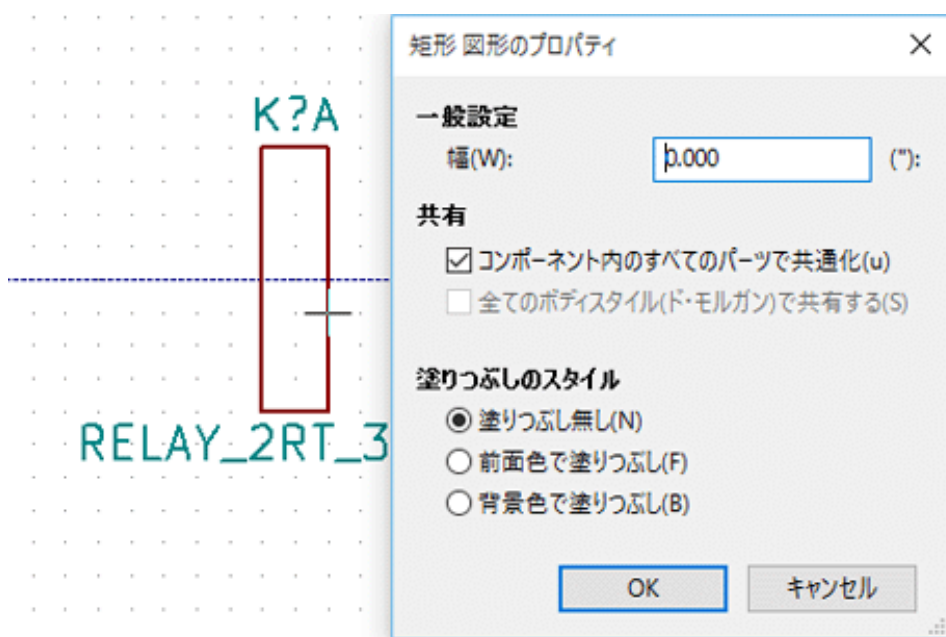 K?A
RELAY_2RT_3
矩形 図形のプロパティ
一般設定
幅(W): 0.000 ("):
共有
コンポーネント内のすべてのパーツで共通化(u)
全てのボディスタイル(ド・モルガン)で共有する(S)
塗りつぶしのスタイル
塗りつぶし無し(N)
前面色で塗りつぶし(F)
背景色で塗りつぶし(B)
OK キャンセル